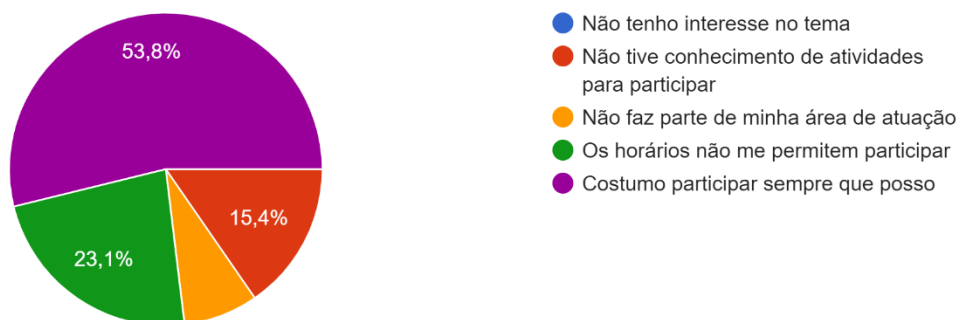 53,8%
15,4%
23,1%
Não tenho interesse no tema
Não tive conhecimento de atividades
para participar
Não faz parte de minha área de atuação
Os horários não me permitem participar
Costumo participar sempre que posso